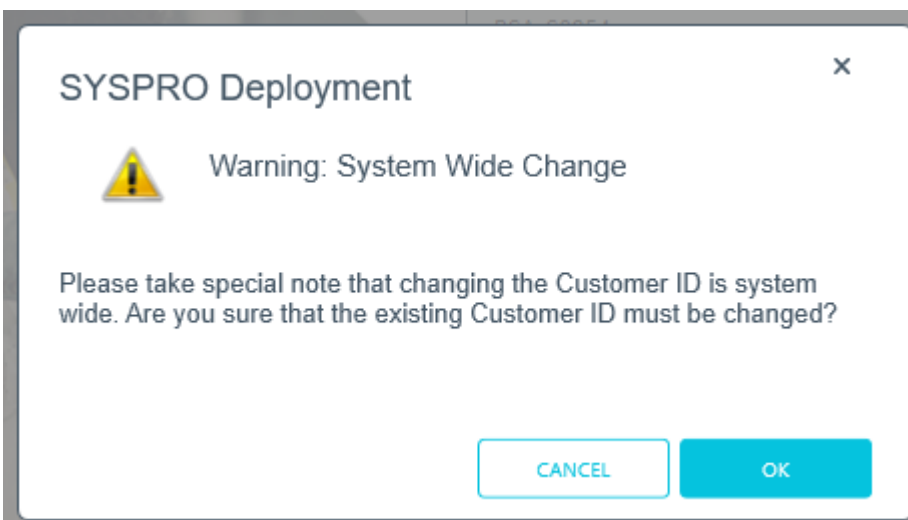 SYSPRO Deployment
Warning: System Wide Change
Please take special note that changing the Customer ID is system
wide. Are you sure that the existing Customer ID must be changed?
CANCEL
OK